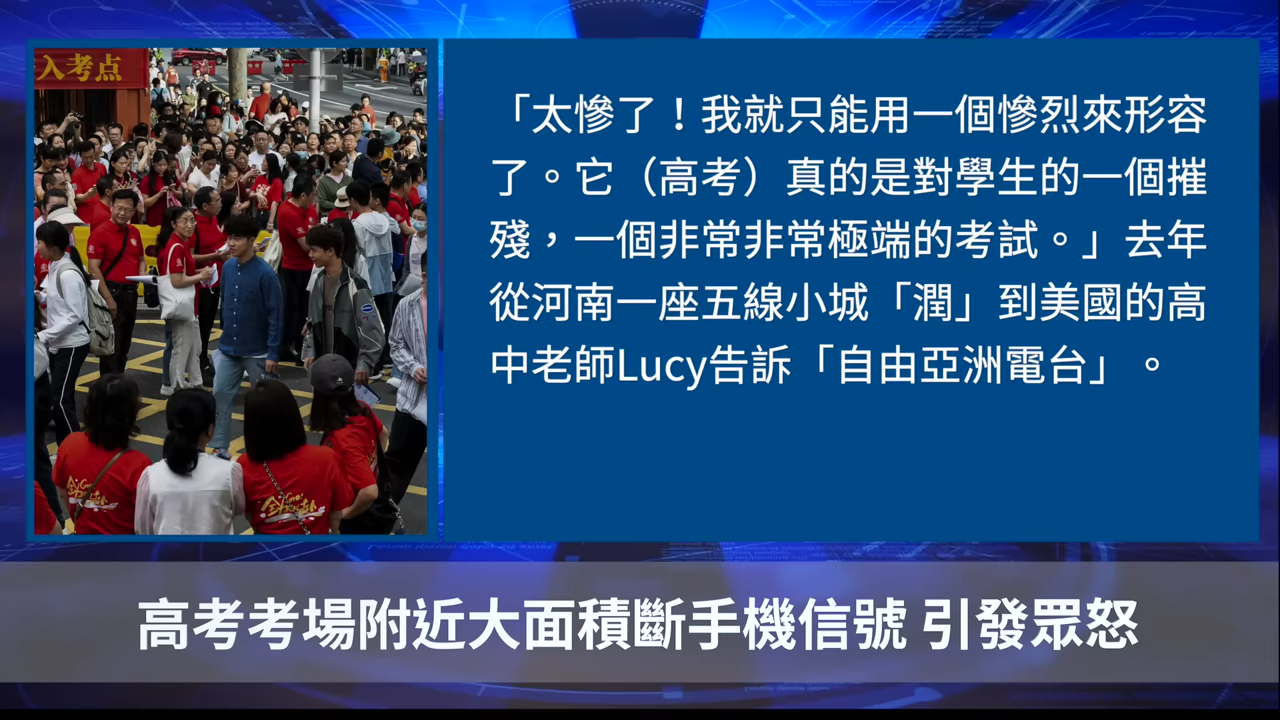 入考点
「太慘了！我就只能用一個慘烈來形容
了。它（高考）真的是對學生的一個摧
殘，一個非常非常極端的考試。」去年
從河南一座五線小城「潤」到美國的高
中老師Lucy告訴「自由亞洲電台」。
高考考場附近大面積斷手機信號 引發眾怒